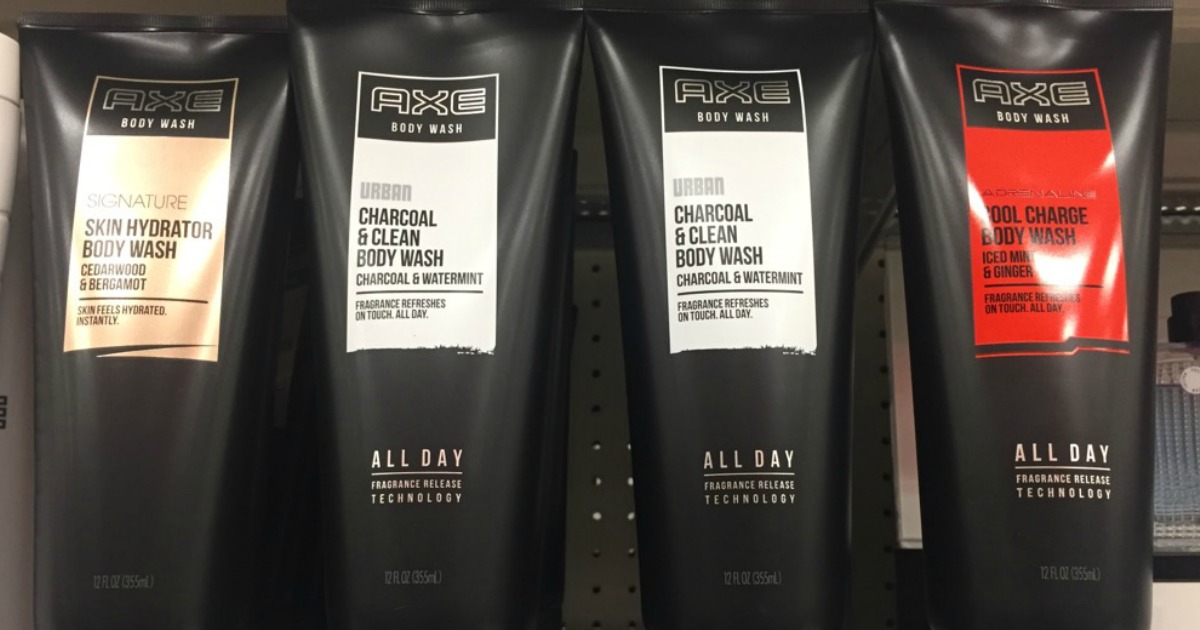 AXE
BODY WASH
SIGNATURE
SKIN HYDRATOR
BODY WASH
CEDARWOOD
& BERGAMOT
SKIN FEELS HYDRATED.
INSTANTLY.
12 FL OZ (355mL)
AXE
BODY WASH
URBAN
CHARCOAL
& CLEAN
BODY WASH
CHARCOAL & WATERMINT
FRAGRANCE REFRESHES
ON TOUCH. ALL DAY.
ALL DAY
FRAGRANCE RELEASE
TECHNOLOGY
12 FL OZ (355mL)
AXE
BODY WASH
URBAN
CHARCOAL
& CLEAN
BODY WASH
CHARCOAL & WATERMINT
FRAGRANCE REFRESHES
ON TOUCH. ALL DAY.
ALL DAY
FRAGRANCE RELEASE
TECHNOLOGY
12 FL OZ (355mL)
AXE
BODY WASH
ADRENALINE
COOL CHARGE
BODY WASH
ICED MINT
& GINGER
FRAGRANCE REFRESHES
ON TOUCH. ALL DAY.
ALL DAY
FRAGRANCE RELEASE
TECHNOLOGY
12 FL OZ (355mL)